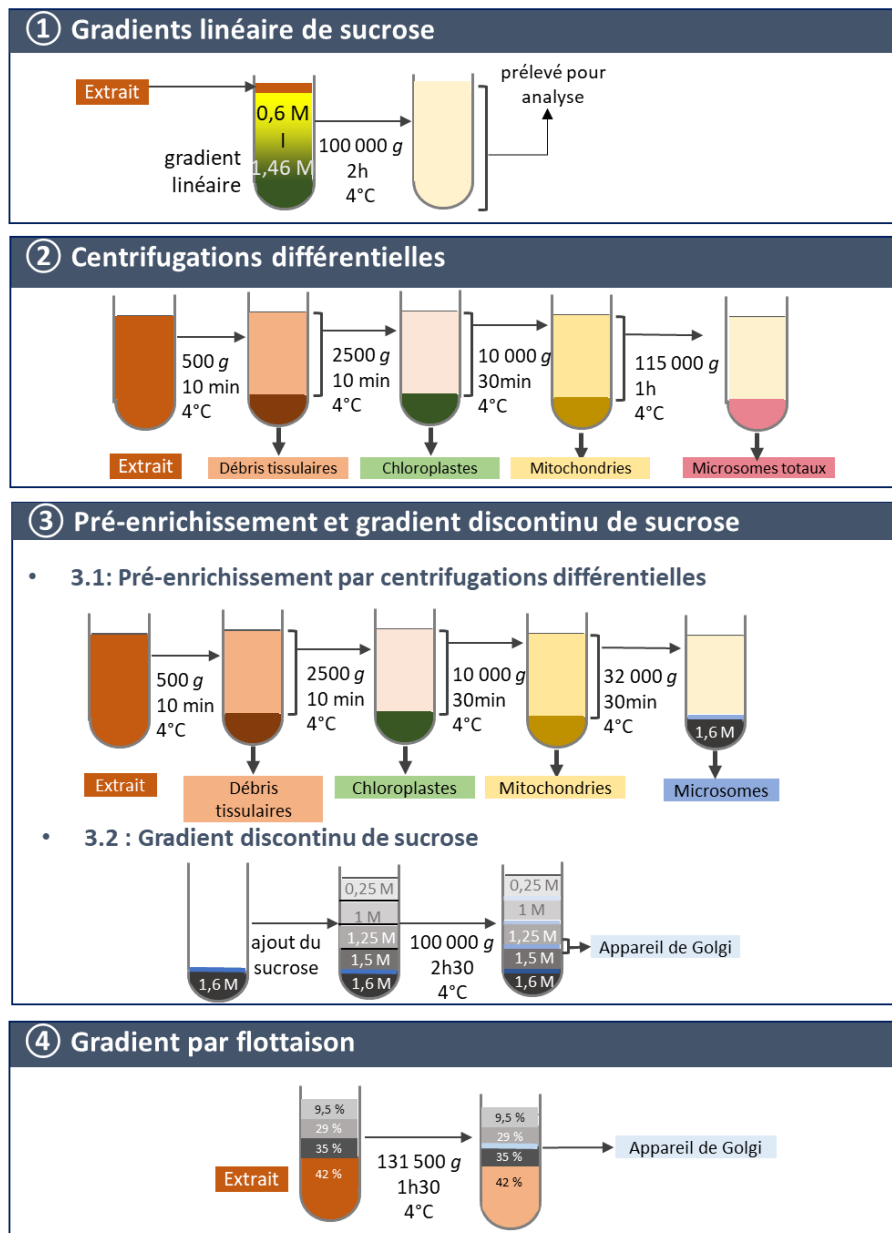 ① Gradients linéaire de sucrose
Extrait
0,6 M
I
1,46 M
gradient
linéaire
100 000 g
2h
4°C
prélevé pour
analyse
② Centrifugations différentielles
500 g
10 min
4°C
2500 g
10 min
4°C
10 000 g
30min
4°C
115 000 g
1h
4°C
Extrait
Débris tissulaires
Chloroplastes
Mitochondries
Microsomes totaux
③ Pré-enrichissement et gradient discontinu de sucrose
• 3.1: Pré-enrichissement par centrifugations différentielles
500 g
10 min
4°C
2500 g
10 min
4°C
10 000 g
30min
4°C
32 000 g
30min
4°C
1,6 M
Extrait
Débris
tissulaires
Chloroplastes
Mitochondries
Microsomes
• 3.2 : Gradient discontinu de sucrose
1,6 M
ajout du
sucrose
0,25 M
1 M
1,25 M
1,5 M
1,6 M
100 000 g
2h30
4°C
0,25 M
1 M
1,25 M
1,5 M
1,6 M
Appareil de Golgi
④ Gradient par flottaison
Extrait
9,5 %
29 %
35 %
42 %
131 500 g
1h30
4°C
9,5 %
29 %
35 %
42 %
Appareil de Golgi